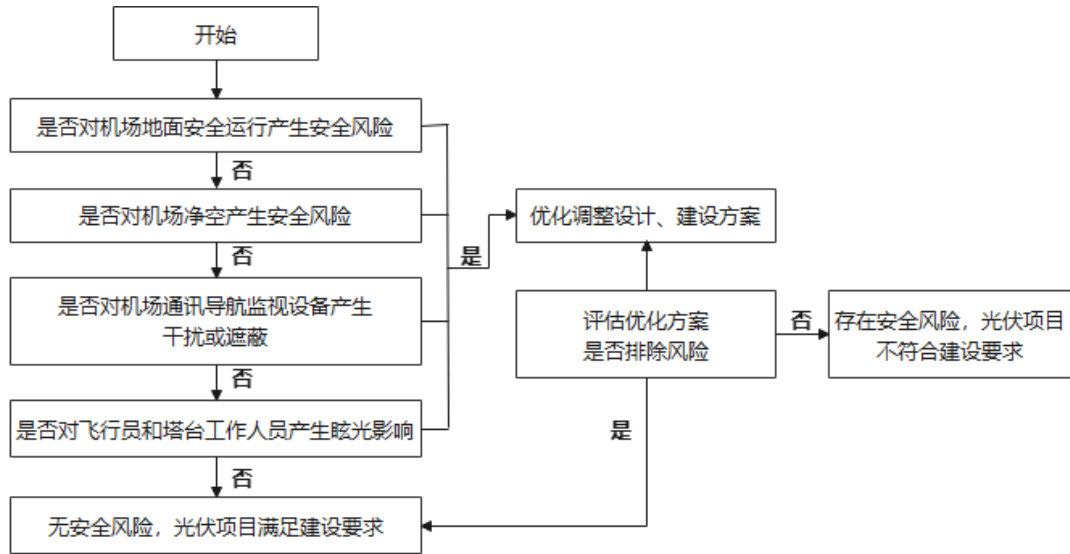 开始
是否对机场地面安全运行产生安全风险
否
是否对机场净空产生安全风险
否
是否对机场通讯导航监视设备产生
干扰或遮蔽
否
是否对飞行员和塔台工作人员产生眩光影响
否
无安全风险，光伏项目满足建设要求
是
优化调整设计、建设方案
评估优化方案
是否排除风险
否
存在安全风险，光伏项目
不符合建设要求
是